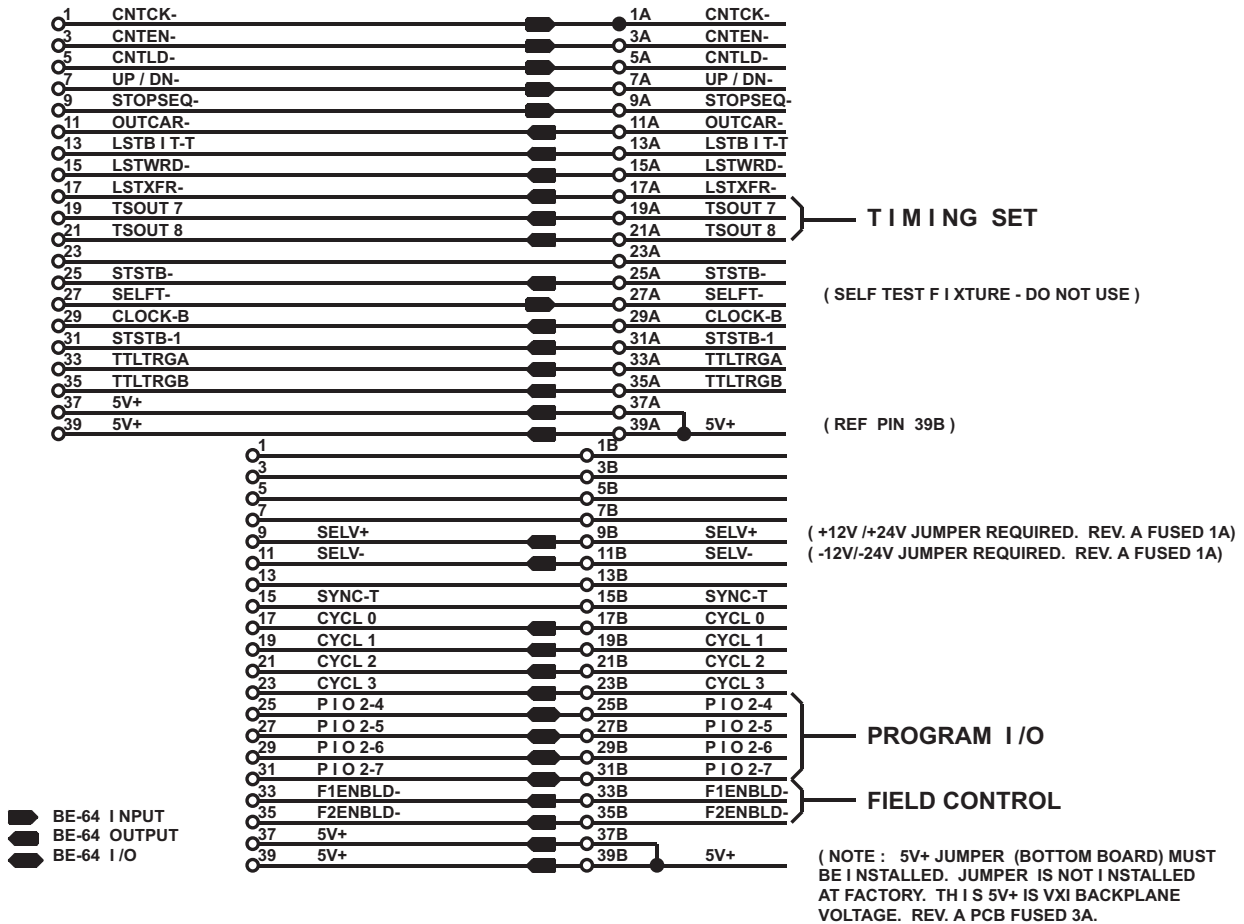 1 CNTCK- 1A CNTCK-
3 CNTEN- 3A CNTEN-
5 CNTLD- 5A CNTLD-
7 UP / DN- 7A UP / DN-
9 STOPSEQ- 9A STOPSEQ-
11 OUTCAR- 11A OUTCAR-
13 LSTB I T-T 13A LSTB I T-T
15 LSTWRD- 15A LSTWRD-
17 LSTXFR- 17A LSTXFR-
19 TSOUT 7 19A TSOUT 7
T I M I NG SET
21 TSOUT 8 21A TSOUT 8
23 23A
25 STSTB- 25A STSTB-
27 SELFT- 27A SELFT- ( SELF TEST F I XTURE - DO NOT USE )
29 CLOCK-B 29A CLOCK-B
31 STSTB-1 31A STSTB-1
33 TTLTRGA 33A TTLTRGA
35 TTLTRGB 35A TTLTRGB
37 5V+ 37A
39 5V+ 39A 5V+ ( REF PIN 39B )
1 1B
3 3B
5 5B
7 7B
9 SELV+ 9B SELV+ ( +12V /+24V JUMPER REQUIRED. REV. A FUSED 1A)
11 SELV- 11B SELV- ( -12V/-24V JUMPER REQUIRED. REV. A FUSED 1A)
13 13B
15 SYNC-T 15B SYNC-T
17 CYCL 0 17B CYCL 0
19 CYCL 1 19B CYCL 1
21 CYCL 2 21B CYCL 2
23 CYCL 3 23B CYCL 3
25 P I O 2-4 25B P I O 2-4
27 P I O 2-5 27B P I O 2-5
PROGRAM I /O
29 P I O 2-6 29B P I O 2-6
31 P I O 2-7 31B P I O 2-7
33 F1ENBLD- 33B F1ENBLD-
FIELD CONTROL
35 F2ENBLD- 35B F2ENBLD-
37 5V+ 37B
39 5V+ 39B 5V+
BE-64 I NPUT
BE-64 OUTPUT
BE-64 I /O
( NOTE : 5V+ JUMPER (BOTTOM BOARD) MUST
BE I NSTALLED. JUMPER IS NOT I NSTALLED
AT FACTORY. TH I S 5V+ IS VXI BACKPLANE
VOLTAGE. REV. A PCB FUSED 3A.